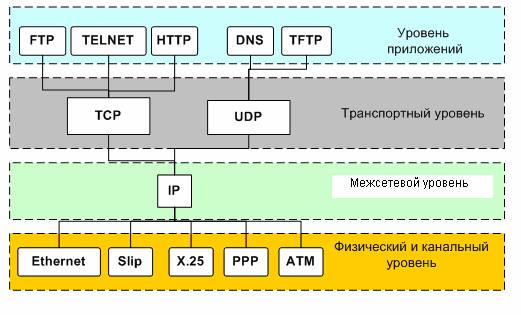 FTP TELNET HTTP DNS TFTP
Уровень
приложений
TCP UDP
Транспортный уровень
IP
Межсетевой уровень
Ethernet Slip X.25 PPP ATM
Физический и канальный
уровень